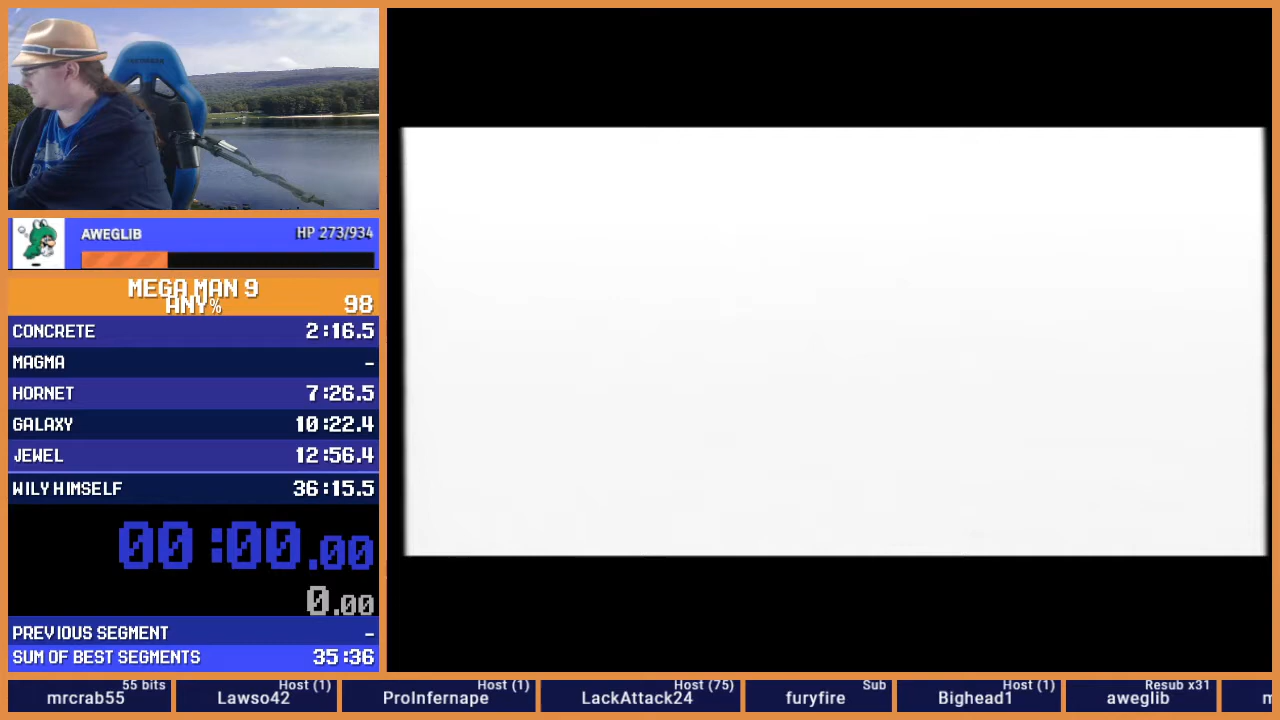 AWEGLIB HP 273/934
MEGA MAN 9
ANY% 98
CONCRETE 2:16.5
MAGMA -
HORNET 7:26.5
GALAXY 10:22.4
JEWEL 12:56.4
WILY HIMSELF 36:15.5
00:00.00
0.00
PREVIOUS SEGMENT -
SUM OF BEST SEGMENTS 35:36
55 bits Host (1) Host (1) Host (75) Sub Host (1) Resub x31
mrcrab55 Lawso42 ProInfernape LackAttack24 furyfire Bighead1 aweglib